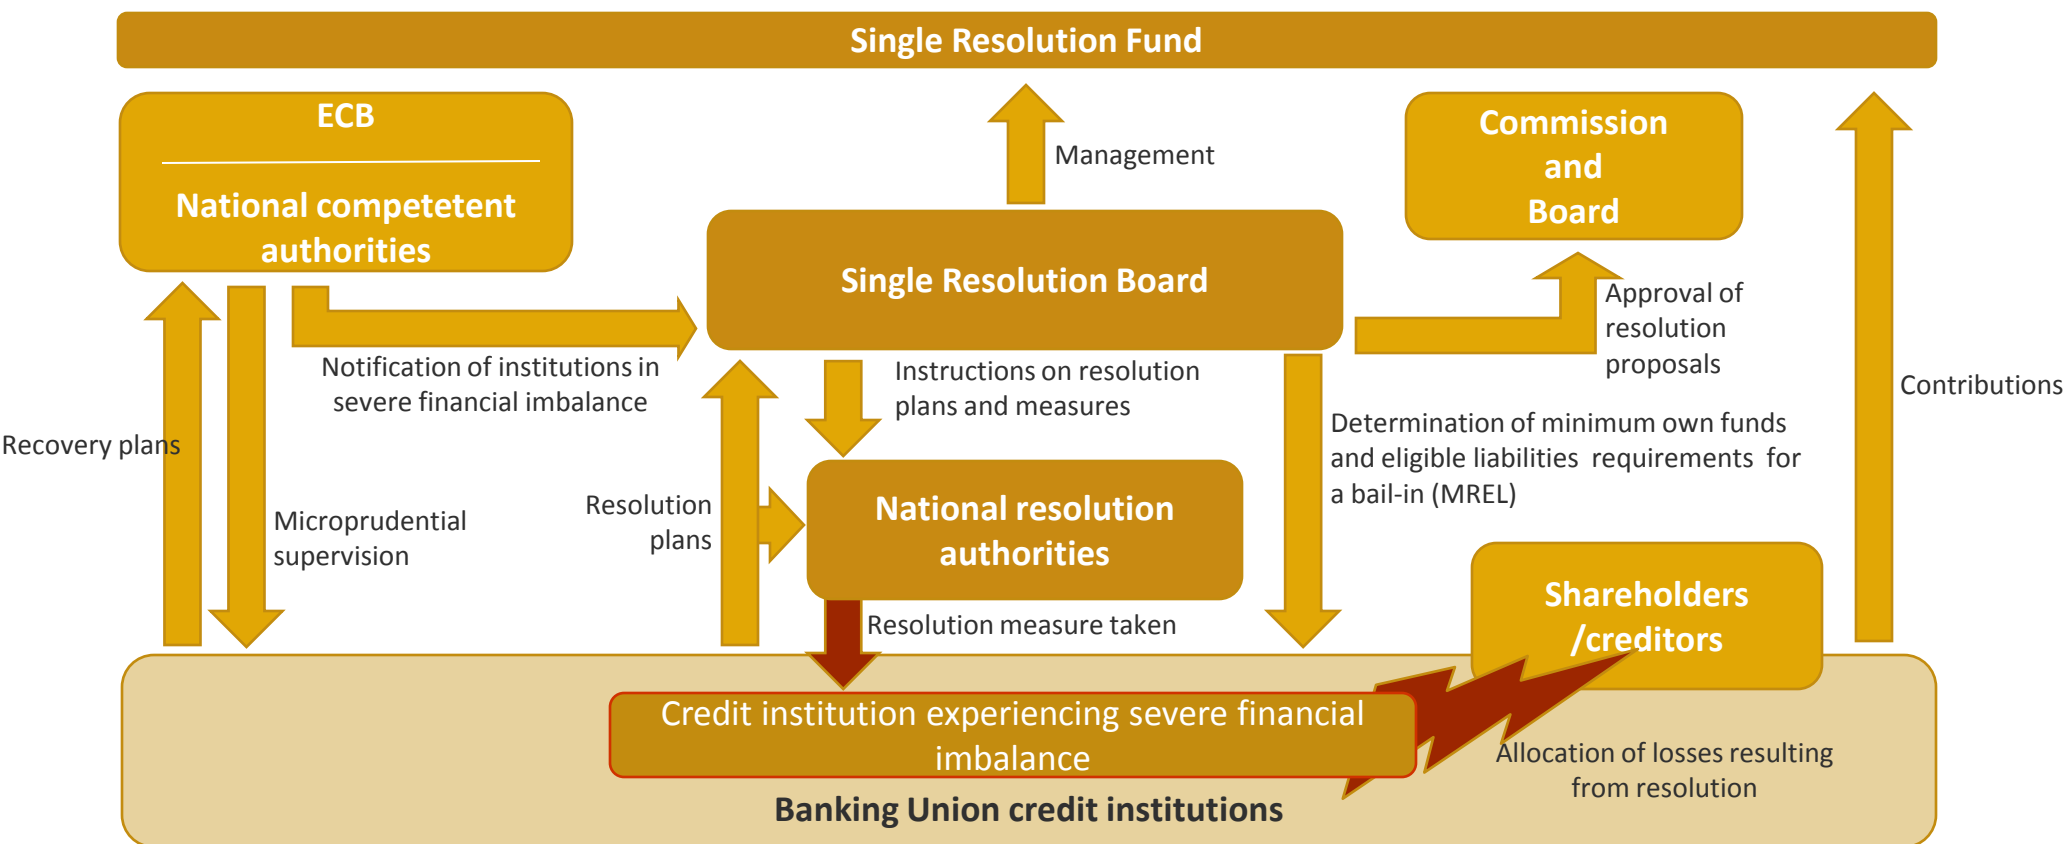 Single Resolution Fund
ECB
National competetent
authorities
Management
Commission
and
Board
Single Resolution Board
Approval of
resolution
proposals
Notification of institutions in
severe financial imbalance
Instructions on resolution
plans and measures
Contributions
Recovery plans
Determination of minimum own funds
and eligible liabilities requirements for
a bail-in (MREL)
Microprudential
supervision
Resolution
plans
National resolution
authorities
Shareholders
/creditors
Resolution measure taken
Credit institution experiencing severe financial
imbalance
Allocation of losses resulting
from resolution
Banking Union credit institutions